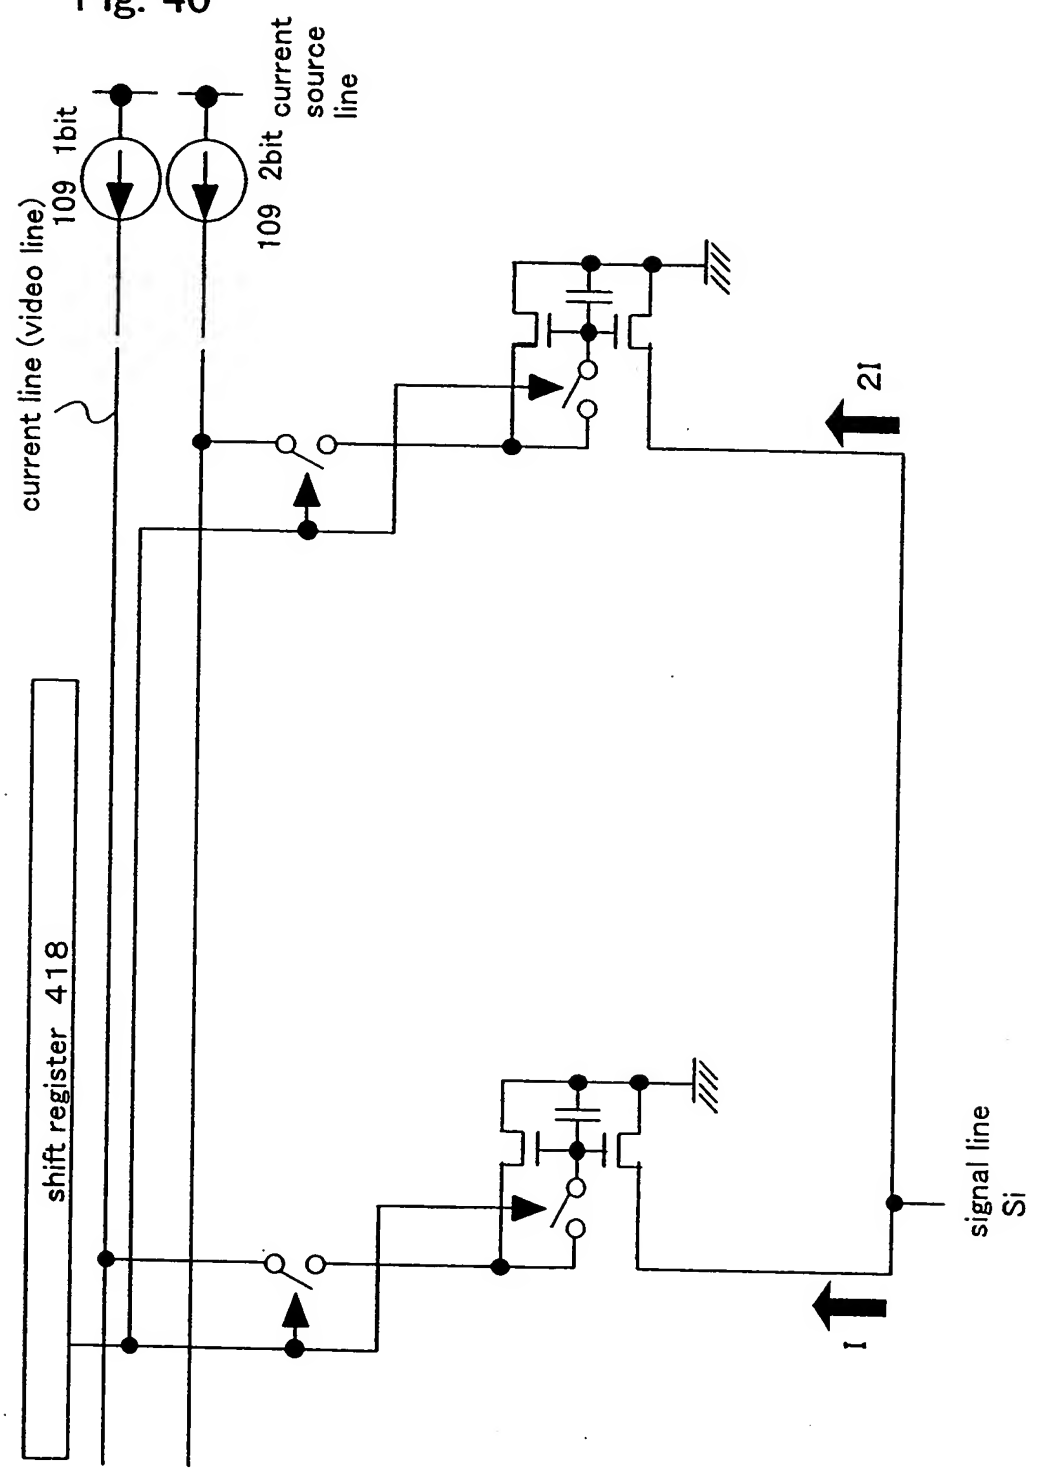 Fig. 40
current line (video line)
109 1bit
109 2bit
current
source
line
shift register 418
2I
I
signal line
Si